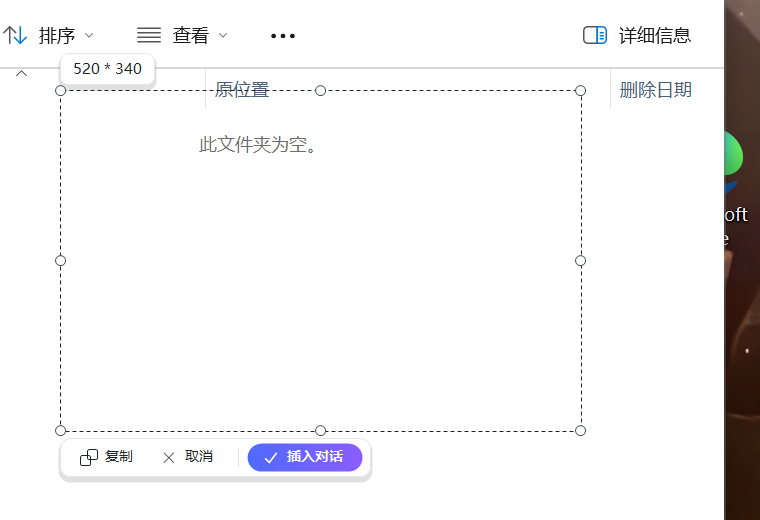 排序 查看 ••• 详细信息
520 * 340
原位置 删除日期
此文件夹为空。
oft
e
复制 取消 插入对话